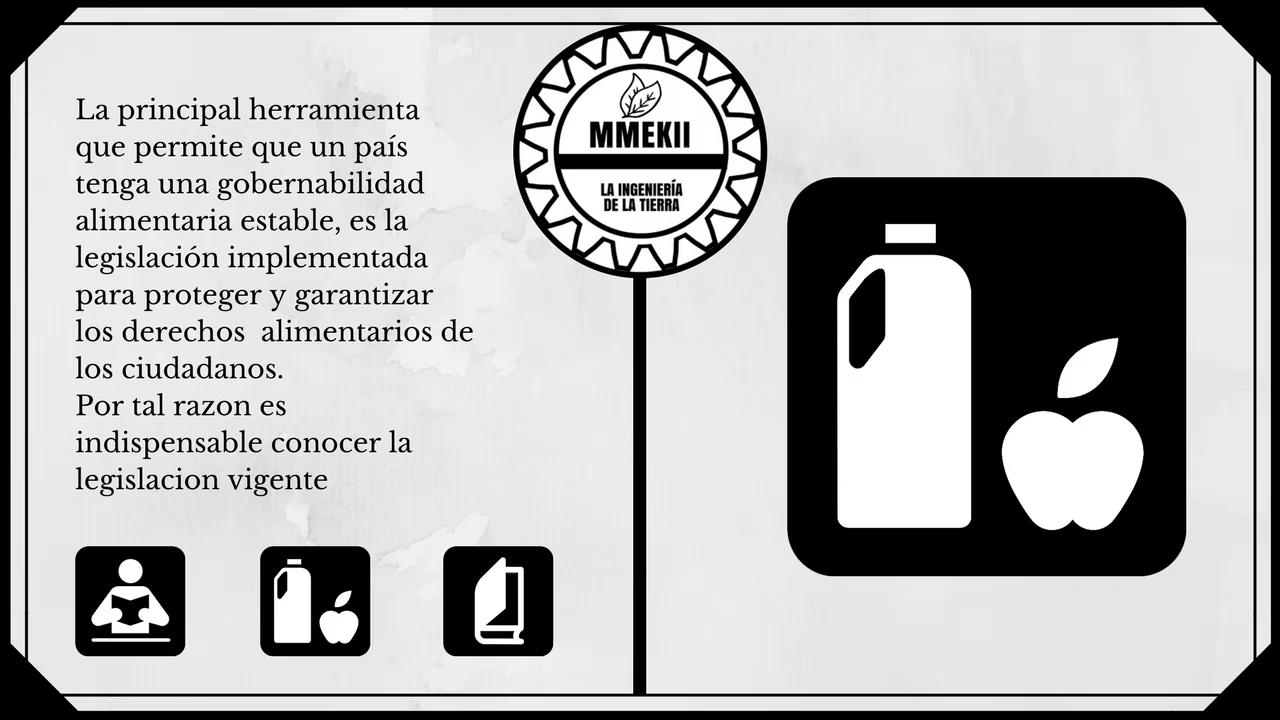 La principal herramienta
que permite que un país
tenga una gobernabilidad
alimentaria estable, es la
legislación implementada
para proteger y garantizar
los derechos  alimentarios de
los ciudadanos.
Por tal razon es
indispensable conocer la
legislacion vigente
MMEKII
LA INGENIERÍA
DE LA TIERRA